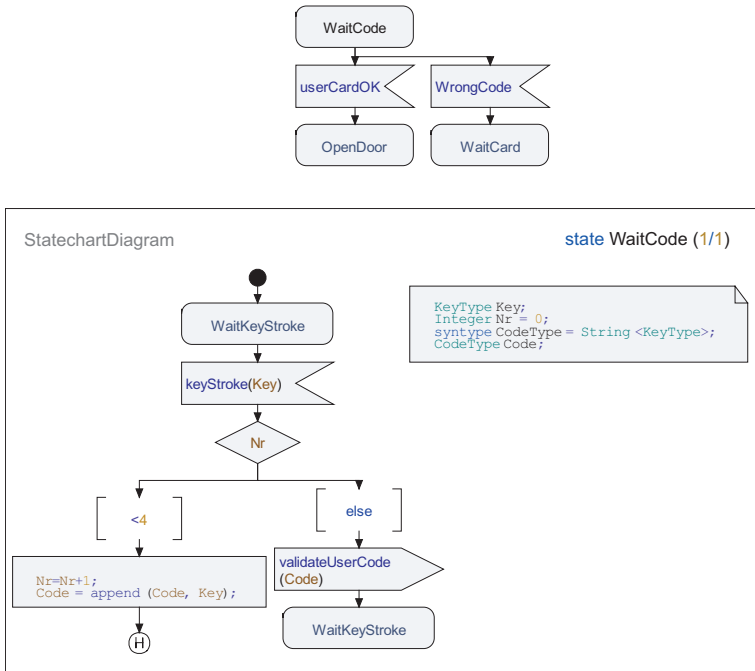 WaitCode
userCardOK
WrongCode
OpenDoor
WaitCard
StatechartDiagram
state WaitCode (1/1)
WaitKeyStroke
KeyType Key;
Integer Nr = 0;
syntype CodeType = String <KeyType>;
CodeType Code;
keyStroke(Key)
Nr
<4
else
Nr=Nr+1;
Code = append (Code, Key);
validateUserCode
(Code)
WaitKeyStroke
H